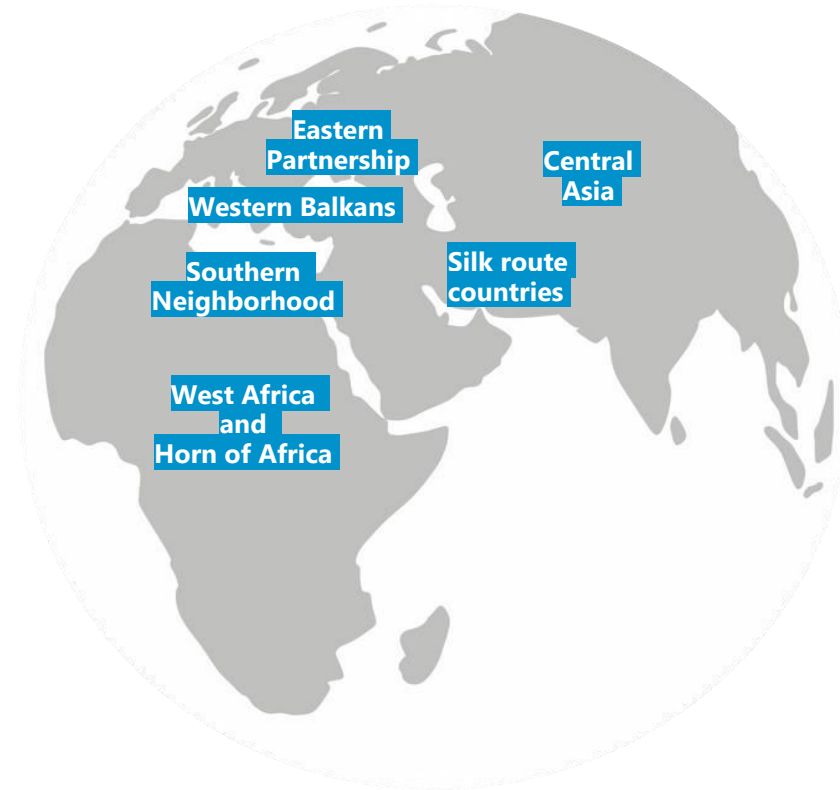 Eastern
Partnership
Central
Asia
Western Balkans
Southern
Neighborhood
Silk route
countries
West Africa
and
Horn of Africa